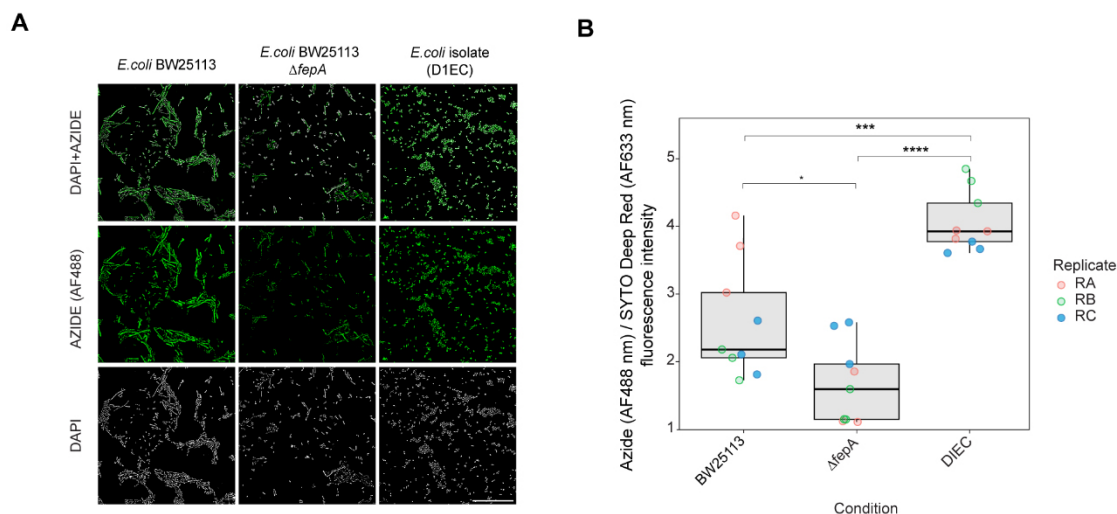 A
E.coli BW25113
E.coli BW25113
ΔfepA
E.coli isolate
(D1EC)
DAPI+AZIDE
AZIDE (AF488)
DAPI
B
Azide (AF488 nm) / SYTO Deep Red (AF633 nm)
fluorescence intensity
5
4
3
2
1
***
****
*
BW25113
ΔfepA
DIEC
Condition
Replicate
RA
RB
RC